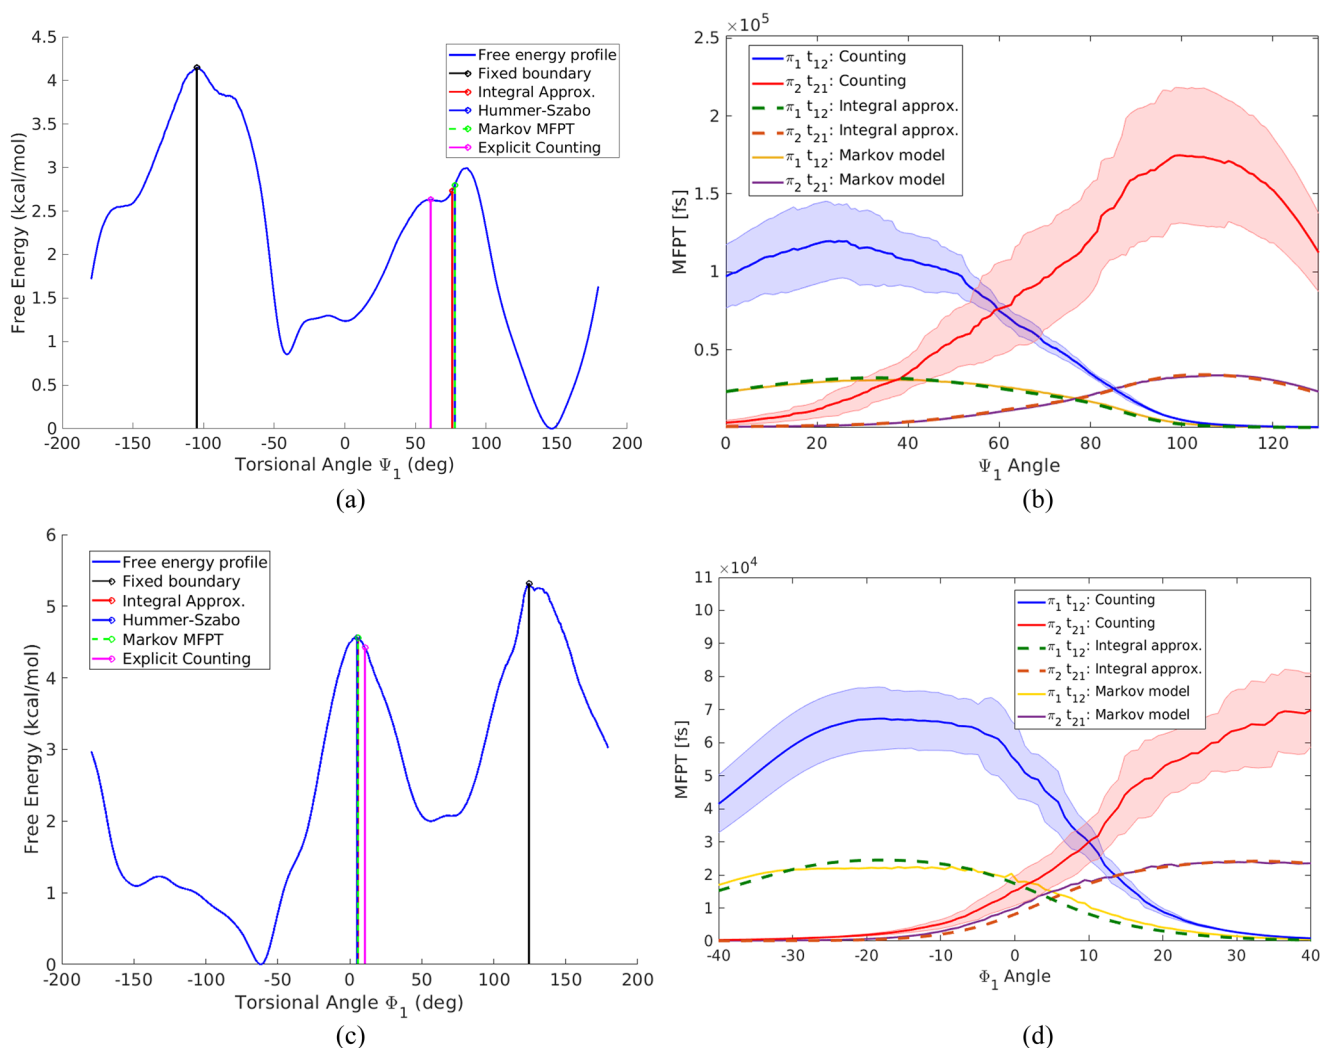 4.5
4
3.5
3
2.5
2
1.5
1
0.5
0
Free Energy (kcal/mol)
-200 -150 -100 -50 0 50 100 150 200
Torsional Angle Ψ1 (deg)
Free energy profile
Fixed boundary
Integral Approx.
Hummer-Szabo
Markov MFPT
Explicit Counting
(a)
×10^5
2.5
2
1.5
1
0.5
MFPT [fs]
0 20 40 60 80 100 120
Ψ1 Angle
π1 t12: Counting
π2 t21: Counting
π1 t12: Integral approx.
π2 t21: Integral approx.
π1 t12: Markov model
π2 t21: Markov model
(b)
6
5
4
3
2
1
0
Free Energy (kcal/mol)
-200 -150 -100 -50 0 50 100 150 200
Torsional Angle Φ1 (deg)
Free energy profile
Fixed boundary
Integral Approx.
Hummer-Szabo
Markov MFPT
Explicit Counting
(c)
×10^4
11
10
9
8
7
6
5
4
3
2
1
0
MFPT [fs]
-40 -30 -20 -10 0 10 20 30 40
Φ1 Angle
π1 t12: Counting
π2 t21: Counting
π1 t12: Integral approx.
π2 t21: Integral approx.
π1 t12: Markov model
π2 t21: Markov model
(d)